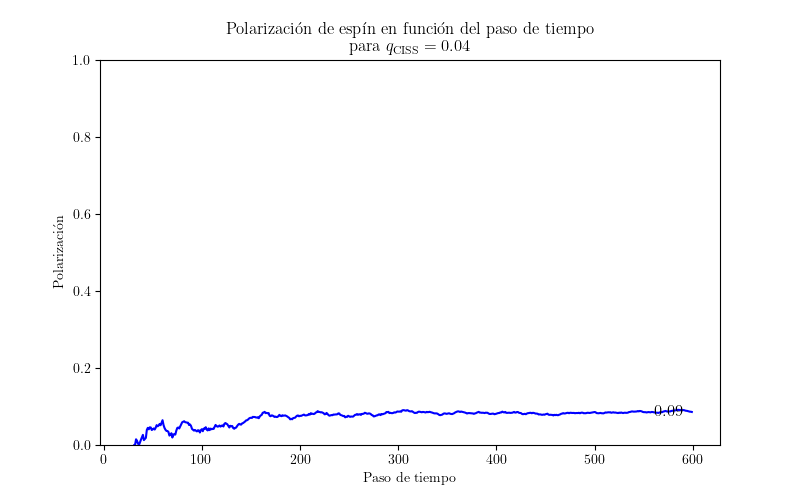 Polarización de espín en función del paso de tiempo
para q_CISS = 0.04
1.0
0.8
0.6
0.4
0.2
0.0
Polarización
0.09
0 100 200 300 400 500 600
Paso de tiempo